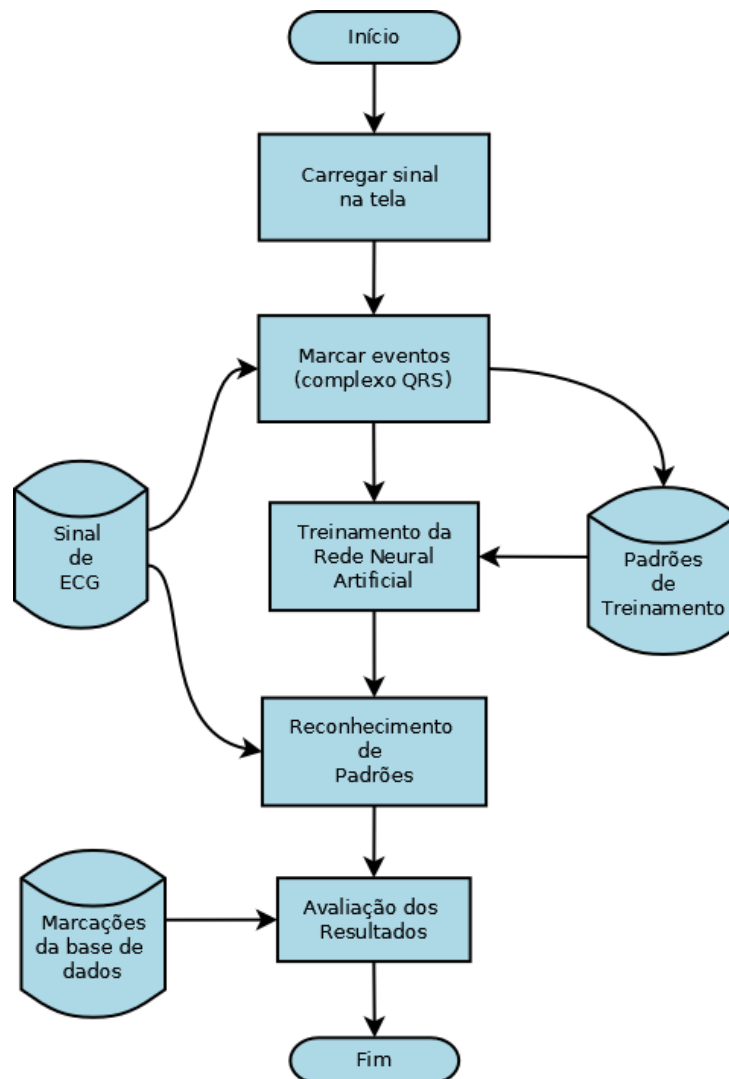 Início
Carregar sinal
na tela
Marcar eventos
(complexo QRS)
Sinal
de
ECG
Treinamento da
Rede Neural
Artificial
Padrões
de
Treinamento
Reconhecimento
de
Padrões
Marcações
da base de
dados
Avaliação dos
Resultados
Fim